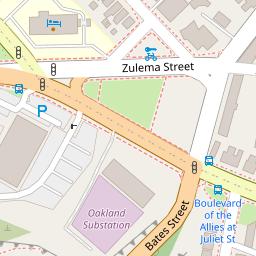 Zulema Street
P
Oakland
Substation
Bates Street
Boulevard
of the
Allies at
Juliet St